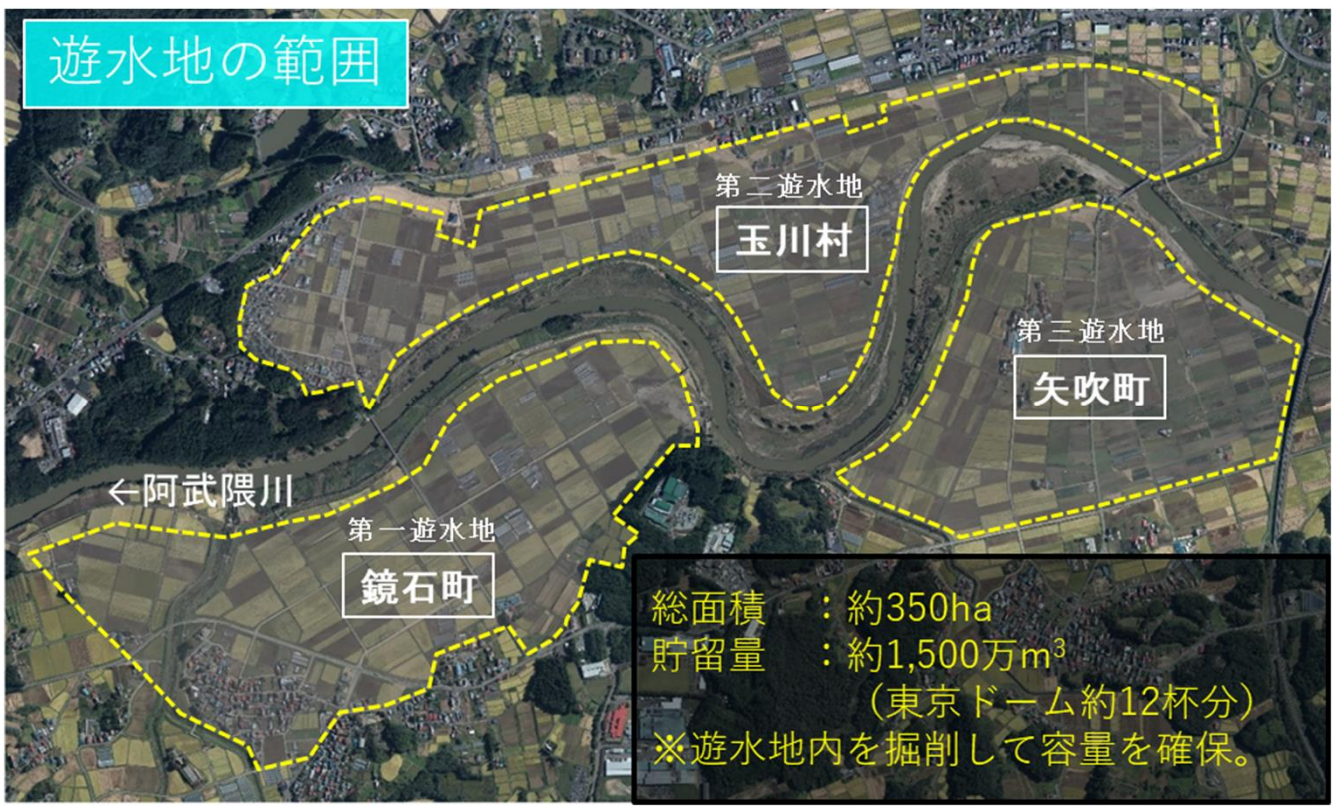 遊水地の範囲
第二遊水地
玉川村
第三遊水地
矢吹町
←阿武隈川
第一遊水地
鏡石町
総面積　：約350ha
貯留量　：約1,500万m³
（東京ドーム約12杯分）
※遊水地内を掘削して容量を確保。